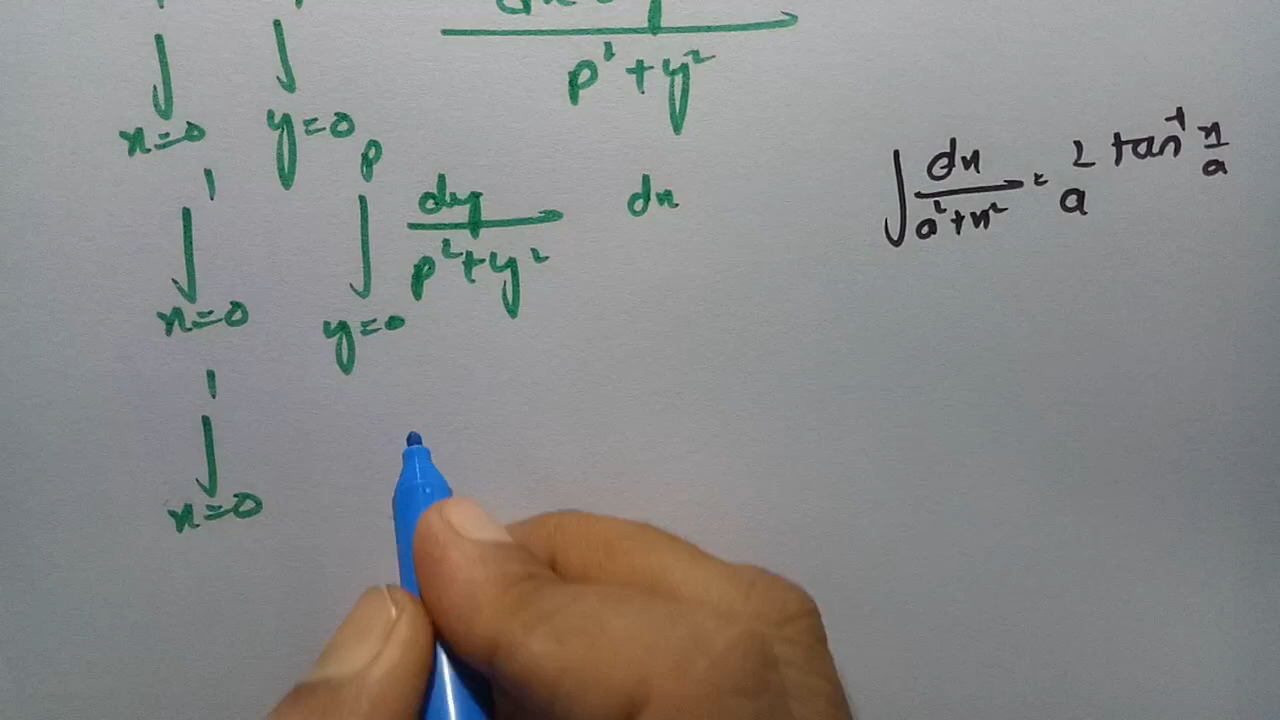 ∫ x=0 ∫ y=0 / p² + y²
∫ x=0 1 ∫ y=0 p dy / p² + y² dx
∫ x=0 1
∫ dx / a² + x² = 1 / a tan⁻¹ x / a